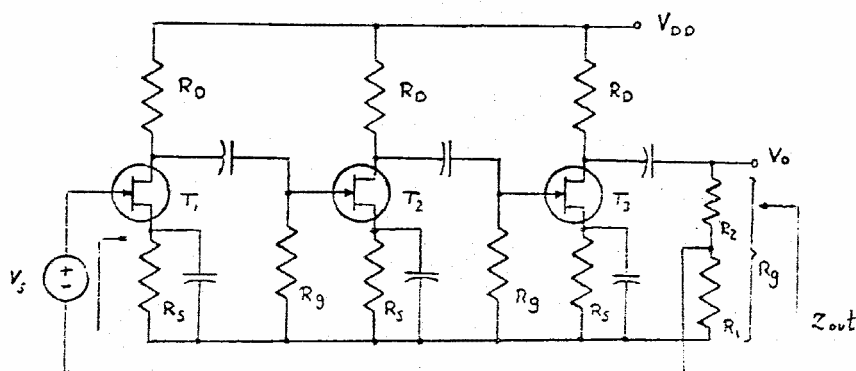 V_DD
R_D
R_D
R_D
V_o
T_1
T_2
T_3
R_2
R_g
V_s
+
-
R_s
R_g
R_s
R_g
R_s
R_1
Z_out